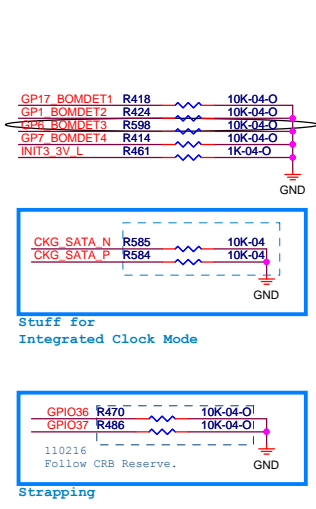 GP17_BOMDET1 R418 10K-04-O
GP1_BOMDET2 R424 10K-04-O
GP6_BOMDET3 R598 10K-04-O
GP7_BOMDET4 R414 10K-04-O
INIT3_3V_L R461 1K-04-O
GND
CKG_SATA_N R585 10K-04
CKG_SATA_P R584 10K-04
GND
Stuff for
Integrated Clock Mode
GPIO36 R470 10K-04-O
GPIO37 R486 10K-04-O
110216
Follow CRB Reserve.
GND
Strapping